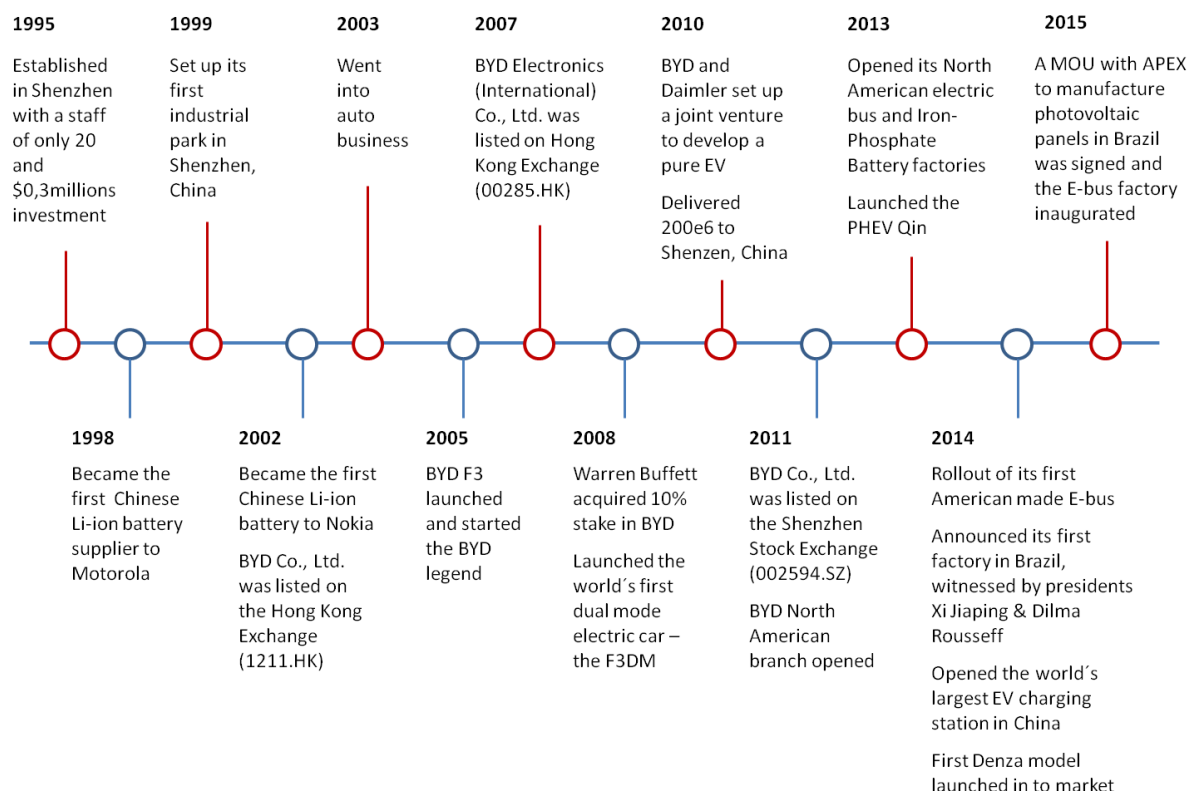 1995
Established
in Shenzhen
with a staff
of only 20
and
$0,3millions
investment
1999
Set up its
first
industrial
park in
Shenzhen,
China
2003
Went
into
auto
business
2007
BYD Electronics
(International)
Co., Ltd. was
listed on Hong
Kong Exchange
(00285.HK)
2010
BYD and
Daimler set up
a joint venture
to develop a
pure EV
Delivered
200e6 to
Shenzen, China
2013
Opened its North
American electric
bus and Iron-
Phosphate
Battery factories
Launched the
PHEV Qin
2015
A MOU with APEX
to manufacture
photovoltaic
panels in Brazil
was signed and
the E-bus factory
inaugurated
1998
Became the
first Chinese
Li-ion battery
supplier to
Motorola
2002
Became the first
Chinese Li-ion
battery to Nokia
BYD Co., Ltd.
was listed on
the Hong Kong
Exchange
(1211.HK)
2005
BYD F3
launched
and started
the BYD
legend
2008
Warren Buffett
acquired 10%
stake in BYD
Launched the
world´s first
dual mode
electric car –
the F3DM
2011
BYD Co., Ltd.
was listed on
the Shenzhen
Stock Exchange
(002594.SZ)
BYD North
American
branch opened
2014
Rollout of its first
American made E-bus
Announced its first
factory in Brazil,
witnessed by presidents
Xi Jiaping & Dilma
Rousseff
Opened the world´s
largest EV charging
station in China
First Denza model
launched in to market